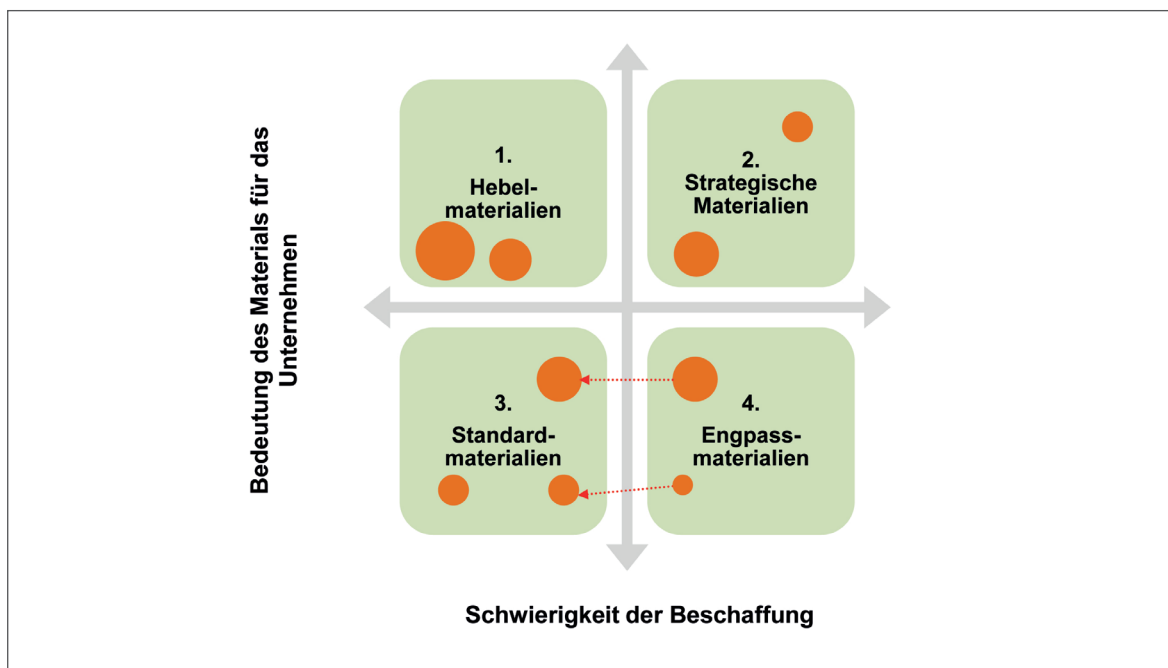 Bedeutung des Materials für das
Unternehmen
1.
Hebel-
materialien
2.
Strategische
Materialien
3.
Standard-
materialien
4.
Engpass-
materialien
Schwierigkeit der Beschaffung